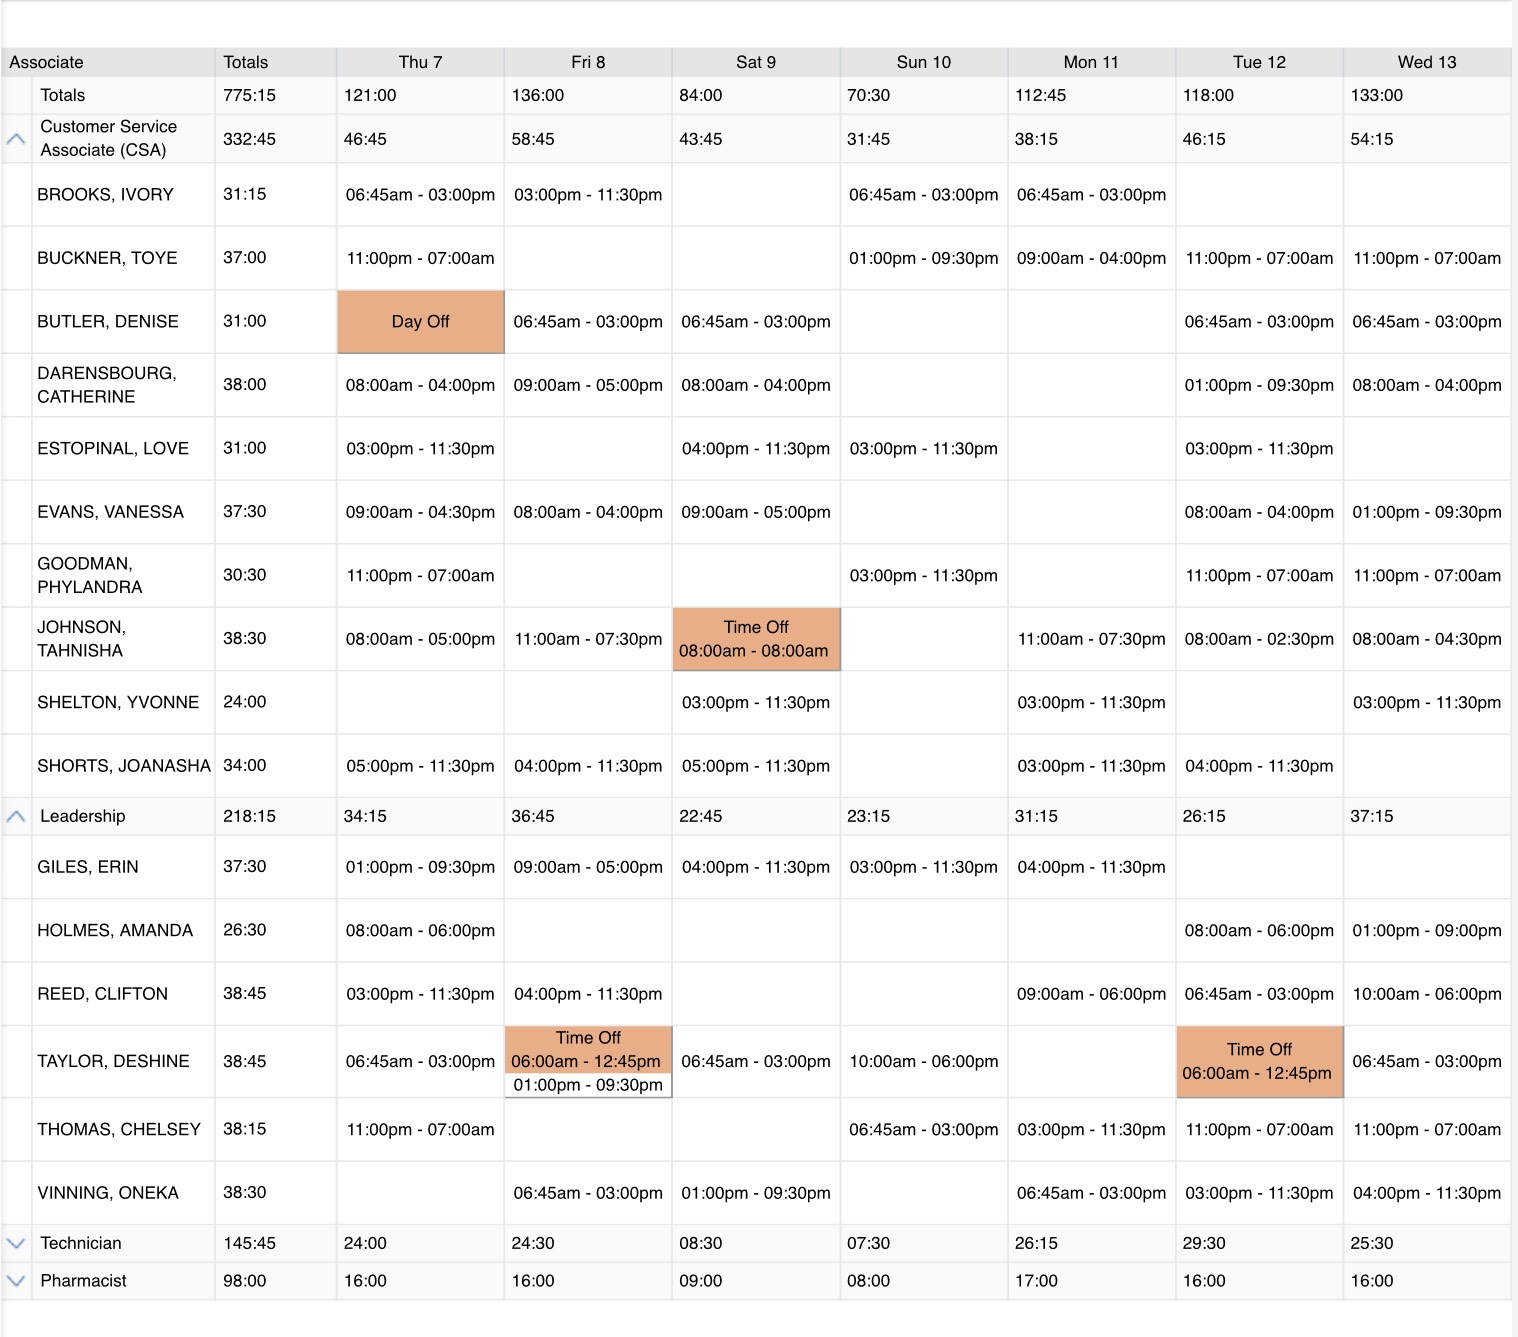 Associate Totals Thu 7 Fri 8 Sat 9 Sun 10 Mon 11 Tue 12 Wed 13
Totals 775:15 121:00 136:00 84:00 70:30 112:45 118:00 133:00
Customer Service
Associate (CSA) 332:45 46:45 58:45 43:45 31:45 38:15 46:15 54:15
BROOKS, IVORY 31:15 06:45am - 03:00pm 03:00pm - 11:30pm 06:45am - 03:00pm 06:45am - 03:00pm
BUCKNER, TOYE 37:00 11:00pm - 07:00am 01:00pm - 09:30pm 09:00am - 04:00pm 11:00pm - 07:00am 11:00pm - 07:00am
BUTLER, DENISE 31:00 Day Off 06:45am - 03:00pm 06:45am - 03:00pm 06:45am - 03:00pm 06:45am - 03:00pm
DARENSBOURG,
CATHERINE 38:00 08:00am - 04:00pm 09:00am - 05:00pm 08:00am - 04:00pm 01:00pm - 09:30pm 08:00am - 04:00pm
ESTOPINAL, LOVE 31:00 03:00pm - 11:30pm 04:00pm - 11:30pm 03:00pm - 11:30pm 03:00pm - 11:30pm
EVANS, VANESSA 37:30 09:00am - 04:30pm 08:00am - 04:00pm 09:00am - 05:00pm 08:00am - 04:00pm 01:00pm - 09:30pm
GOODMAN,
PHYLANDRA 30:30 11:00pm - 07:00am 03:00pm - 11:30pm 11:00pm - 07:00am 11:00pm - 07:00am
JOHNSON,
TAHNISHA 38:30 08:00am - 05:00pm 11:00am - 07:30pm Time Off
08:00am - 08:00am 11:00am - 07:30pm 08:00am - 02:30pm 08:00am - 04:30pm
SHELTON, YVONNE 24:00 03:00pm - 11:30pm 03:00pm - 11:30pm 03:00pm - 11:30pm
SHORTS, JOANASHA 34:00 05:00pm - 11:30pm 04:00pm - 11:30pm 05:00pm - 11:30pm 03:00pm - 11:30pm 04:00pm - 11:30pm
Leadership 218:15 34:15 36:45 22:45 23:15 31:15 26:15 37:15
GILES, ERIN 37:30 01:00pm - 09:30pm 09:00am - 05:00pm 04:00pm - 11:30pm 03:00pm - 11:30pm 04:00pm - 11:30pm
HOLMES, AMANDA 26:30 08:00am - 06:00pm 08:00am - 06:00pm 01:00pm - 09:00pm
REED, CLIFTON 38:45 03:00pm - 11:30pm 04:00pm - 11:30pm 09:00am - 06:00pm 06:45am - 03:00pm 10:00am - 06:00pm
TAYLOR, DESHINE 38:45 06:45am - 03:00pm Time Off
06:00am - 12:45pm
01:00pm - 09:30pm 06:45am - 03:00pm 10:00am - 06:00pm Time Off
06:00am - 12:45pm 06:45am - 03:00pm
THOMAS, CHELSEY 38:15 11:00pm - 07:00am 06:45am - 03:00pm 03:00pm - 11:30pm 11:00pm - 07:00am 11:00pm - 07:00am
VINNING, ONEKA 38:30 06:45am - 03:00pm 01:00pm - 09:30pm 06:45am - 03:00pm 03:00pm - 11:30pm 04:00pm - 11:30pm
Technician 145:45 24:00 24:30 08:30 07:30 26:15 29:30 25:30
Pharmacist 98:00 16:00 16:00 09:00 08:00 17:00 16:00 16:00